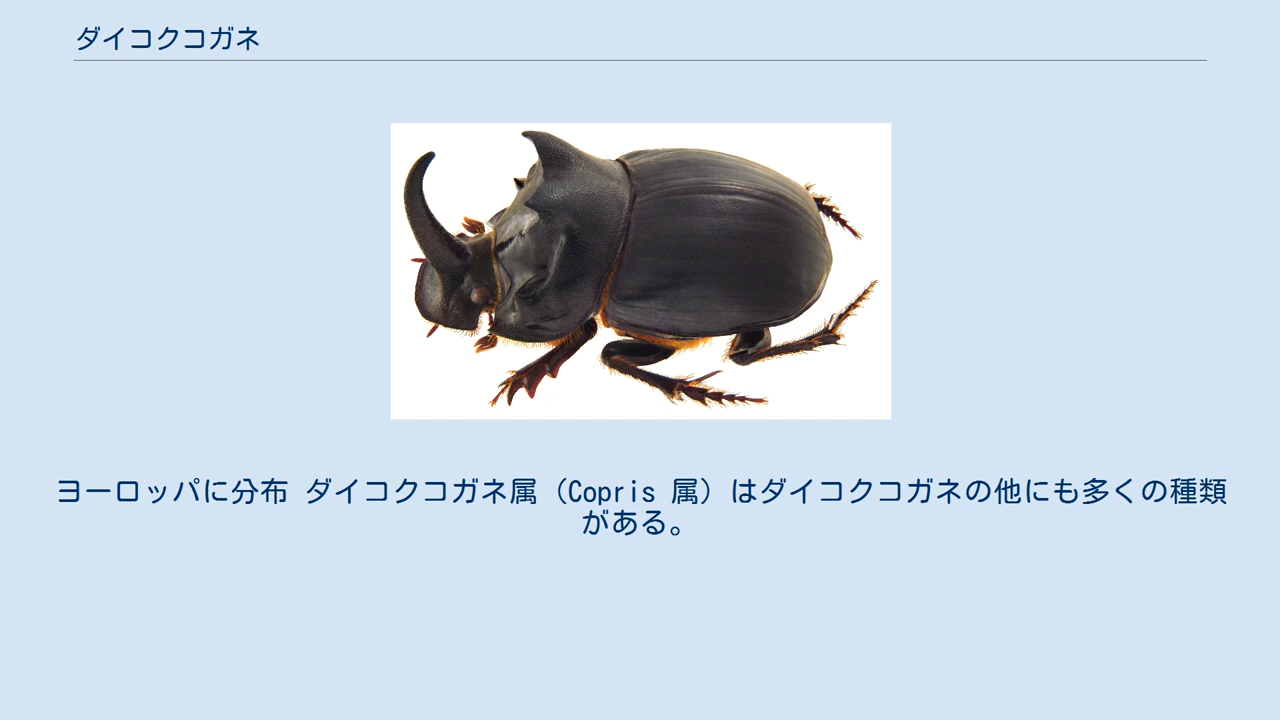 ダイコクコガネ
ヨーロッパに分布 ダイコクコガネ属（Copris 属）はダイコクコガネの他にも多くの種類
がある。